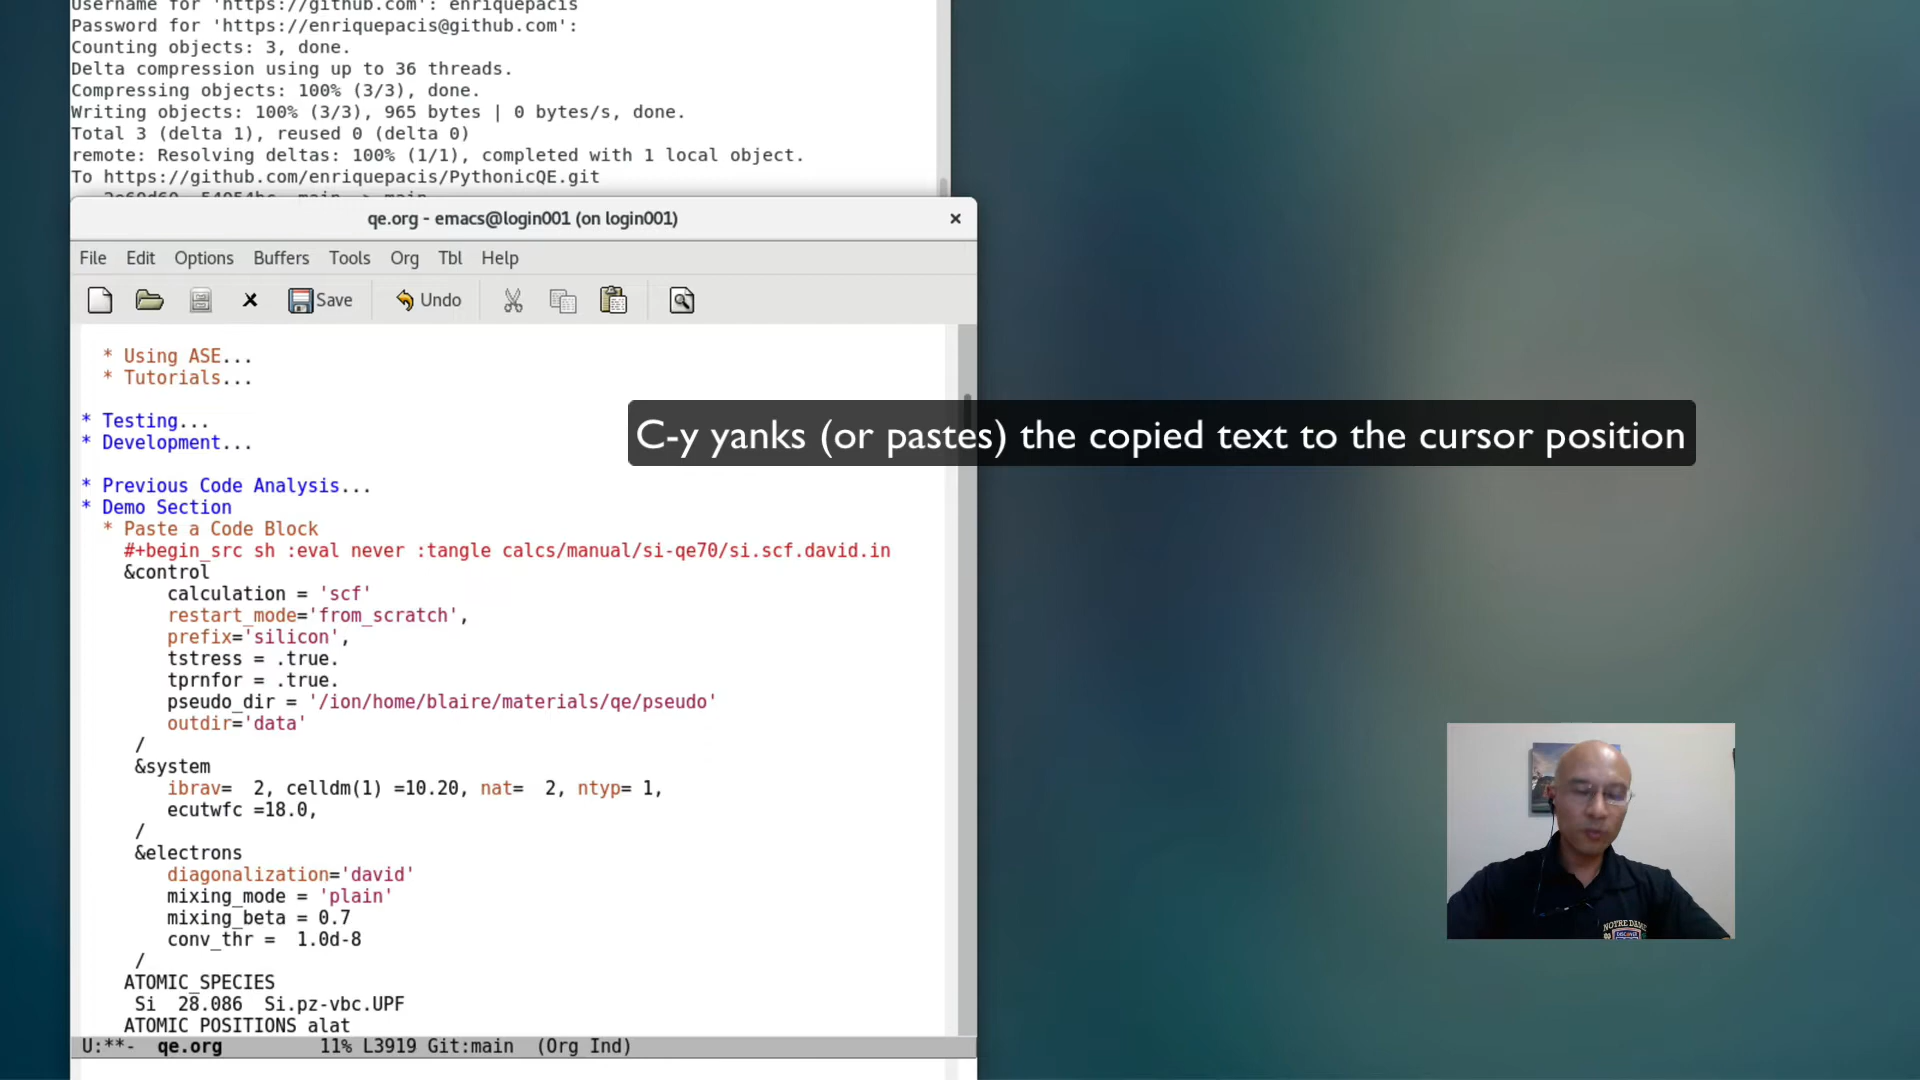 Username for 'https://github.com': enriquepacis
Password for 'https://enriquepacis@github.com':
Counting objects: 3, done.
Delta compression using up to 36 threads.
Compressing objects: 100% (3/3), done.
Writing objects: 100% (3/3), 965 bytes | 0 bytes/s, done.
Total 3 (delta 1), reused 0 (delta 0)
remote: Resolving deltas: 100% (1/1), completed with 1 local object.
To https://github.com/enriquepacis/PythonicQE.git
main -> main
qe.org - emacs@login001 (on login001)
File Edit Options Buffers Tools Org Tbl Help
Save Undo
* Using ASE...
* Tutorials...
* Testing...
* Development...
C-y yanks (or pastes) the copied text to the cursor position
* Previous Code Analysis...
* Demo Section
* Paste a Code Block
#+begin_src sh :eval never :tangle calcs/manual/si-qe70/si.scf.david.in
&control
calculation = 'scf'
restart_mode='from_scratch',
prefix='silicon',
tstress = .true.
tprnfor = .true.
pseudo_dir = '/ion/home/blaire/materials/qe/pseudo'
outdir='data'
/
&system
ibrav=  2, celldm(1) =10.20, nat=  2, ntyp= 1,
ecutwfc =18.0,
/
&electrons
diagonalization='david'
mixing_mode = 'plain'
mixing_beta = 0.7
conv_thr =  1.0d-8
/
ATOMIC_SPECIES
Si  28.086  Si.pz-vbc.UPF
ATOMIC_POSITIONS alat
U:**-  qe.org         11% L3919 Git:main  (Org Ind)
NOTRE DAME
DISCOVER